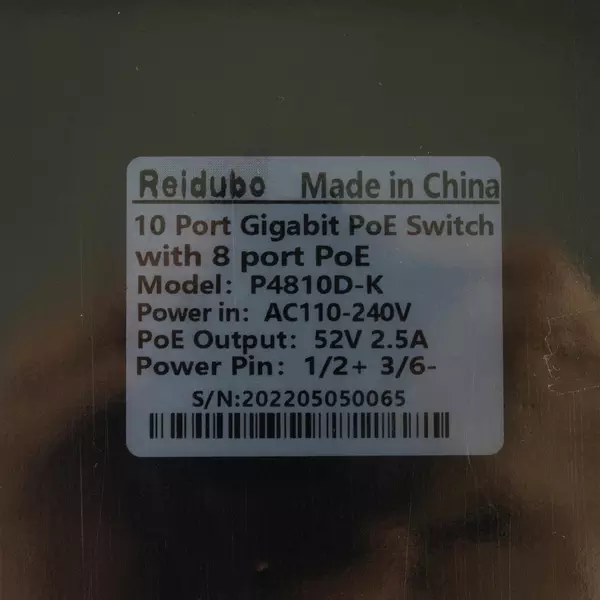 Reidubo Made in China
10 Port Gigabit PoE Switch
with 8 port PoE
Model: P4810D-K
Power in: AC110-240V
PoE Output: 52V 2.5A
Power Pin: 1/2+ 3/6-
S/N:202205050065